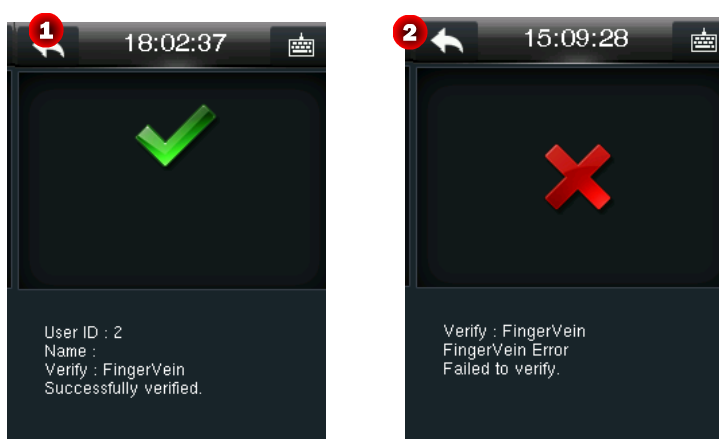 1
18:02:37
User ID : 2
Name :
Verify : FingerVein
Successfully verified.
2
15:09:28
Verify : FingerVein
FingerVein Error
Failed to verify.